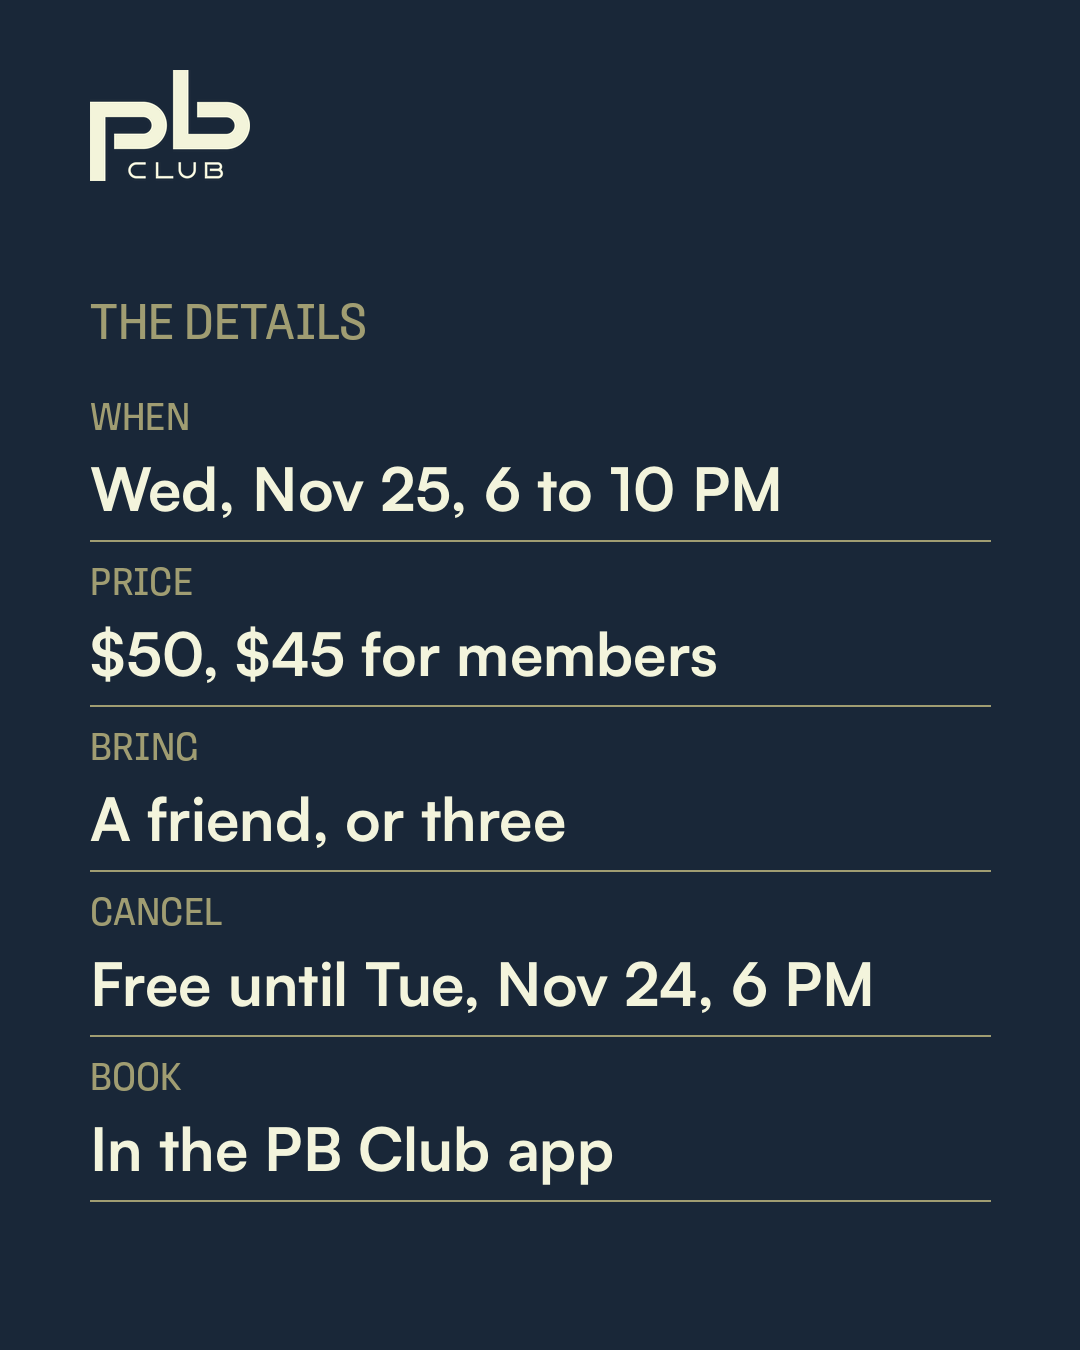 pb
CLUB
THE DETAILS
WHEN
Wed, Nov 25, 6 to 10 PM
PRICE
$50, $45 for members
BRING
A friend, or three
CANCEL
Free until Tue, Nov 24, 6 PM
BOOK
In the PB Club app